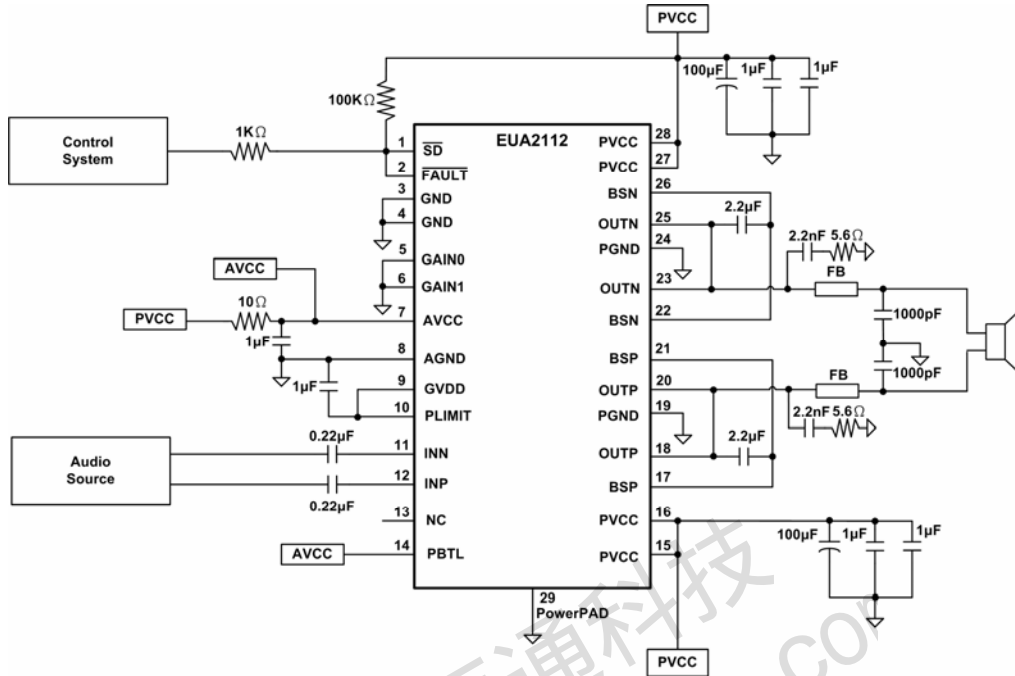 PVCC
100µF
1µF
1µF
100KΩ
Control
System
1KΩ
EUA2112
1
SD
2
FAULT
3
GND
4
GND
5
GAIN0
6
GAIN1
AVCC
PVCC
10Ω
1µF
7
AVCC
8
AGND
1µF
9
GVDD
10
PLIMIT
Audio
Source
0.22µF
11
INN
12
INP
0.22µF
13
NC
AVCC
14
PBTL
29
PowerPAD
PVCC
28
PVCC
27
BSN
26
2.2µF
OUTN
25
PGND
24
2.2nF
5.6Ω
OUTN
23
FB
BSN
22
1000pF
BSP
21
1000pF
OUTP
20
FB
PGND
19
2.2nF
5.6Ω
OUTP
18
2.2µF
BSP
17
PVCC
16
100µF
1µF
1µF
PVCC
15
PVCC
通科技
.com